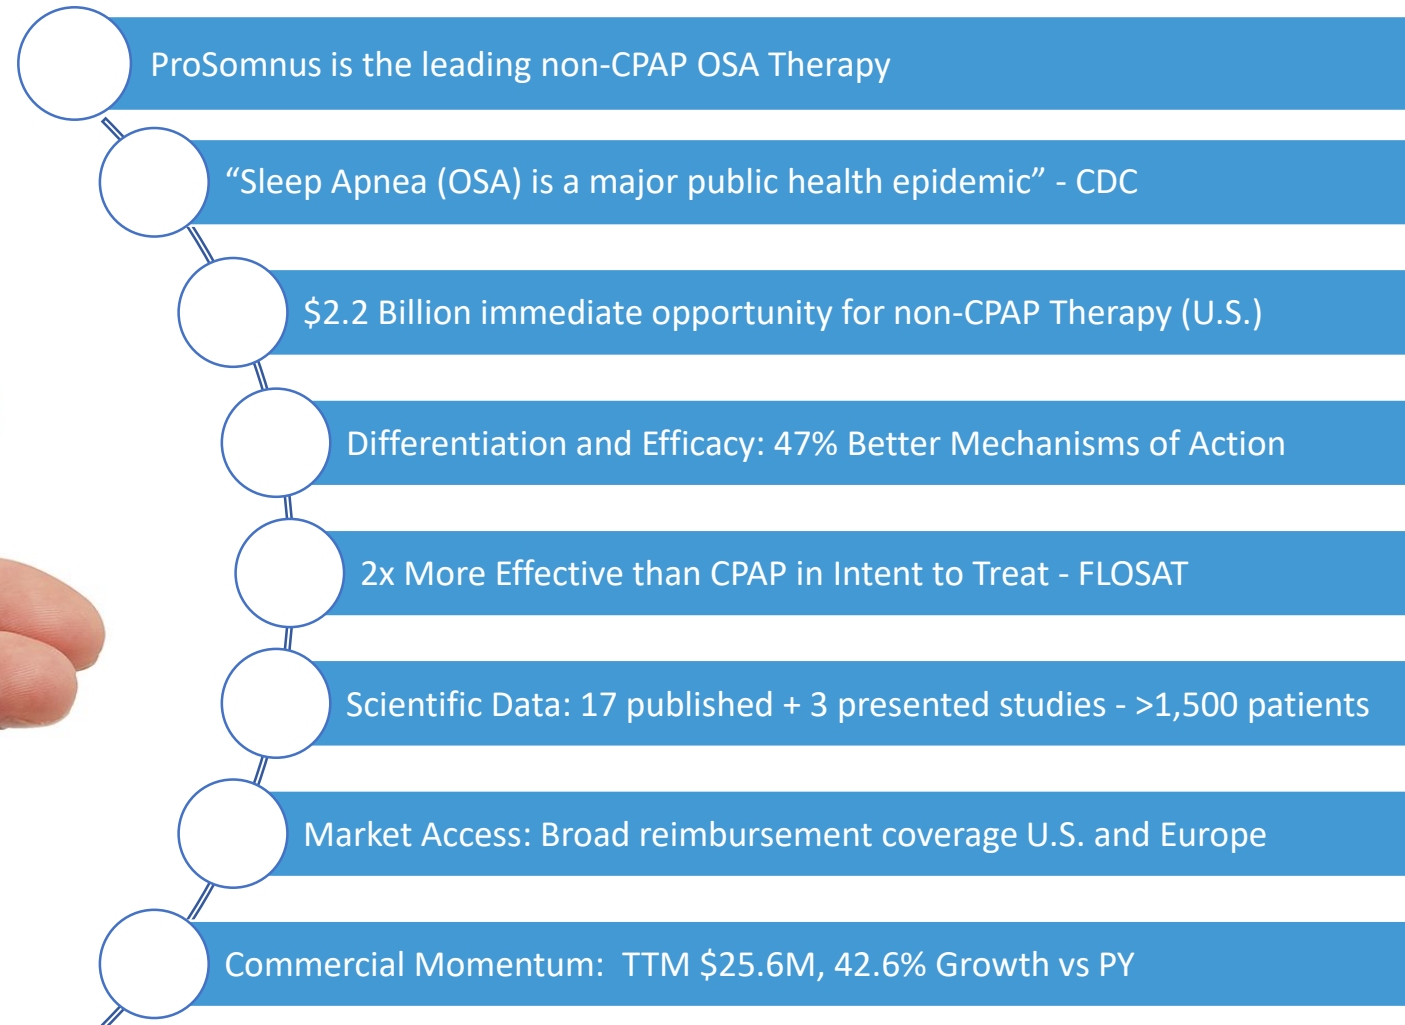 ProSomnus is the leading non-CPAP OSA Therapy
“Sleep Apnea (OSA) is a major public health epidemic” - CDC
$2.2 Billion immediate opportunity for non-CPAP Therapy (U.S.)
Differentiation and Efficacy: 47% Better Mechanisms of Action
2x More Effective than CPAP in Intent to Treat - FLOSAT
Scientific Data: 17 published + 3 presented studies - >1,500 patients
Market Access: Broad reimbursement coverage U.S. and Europe
Commercial Momentum:  TTM $25.6M, 42.6% Growth vs PY